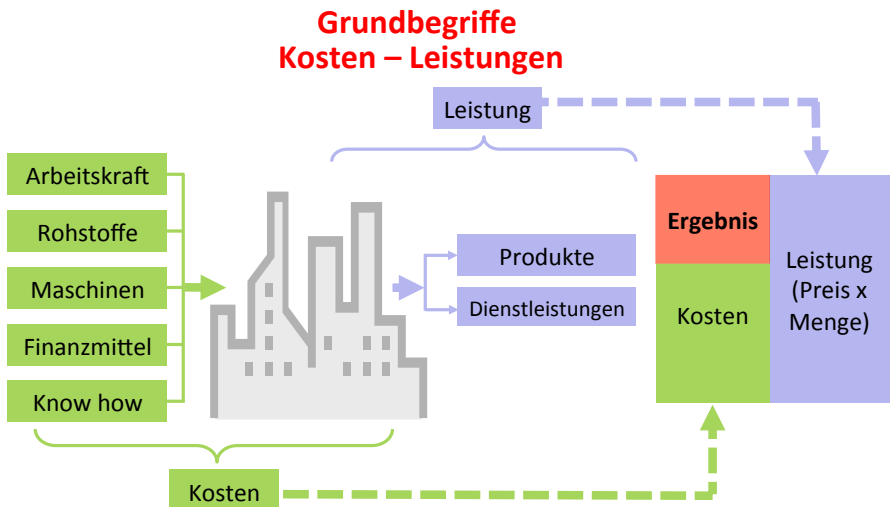 Grundbegriffe
Kosten – Leistungen
Leistung
Arbeitskraft
Rohstoffe
Maschinen
Finanzmittel
Know how
Produkte
Dienstleistungen
Ergebnis
Kosten
Leistung
(Preis x
Menge)
Kosten